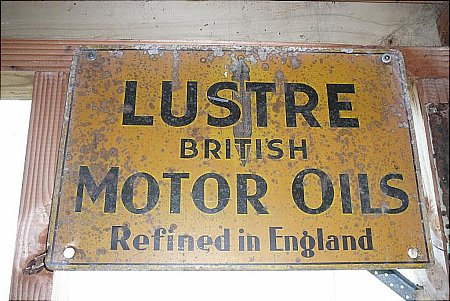 LUSTRE
BRITISH
MOTOR OILS
Refined in England